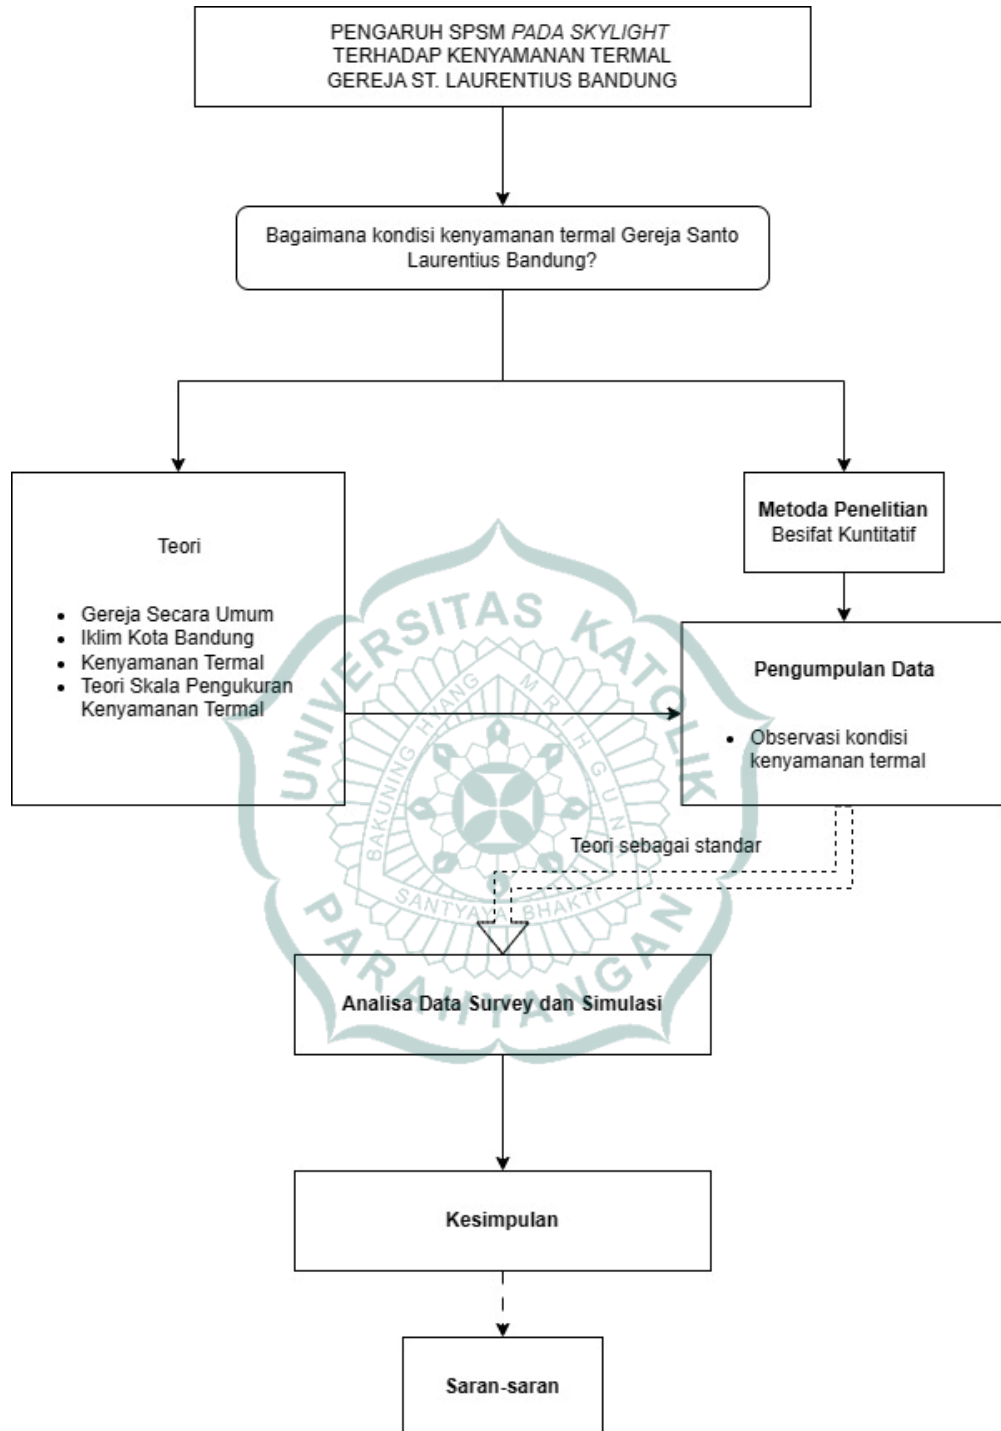 PENGARUH SPSM PADA SKYLIGHT
TERHADAP KENYAMANAN TERMAL
GEREJA ST. LAURENTIUS BANDUNG
Bagaimana kondisi kenyamanan termal Gereja Santo
Laurentius Bandung?
Teori
• Gereja Secara Umum
• Iklim Kota Bandung
• Kenyamanan Termal
• Teori Skala Pengukuran
Kenyamanan Termal
Metoda Penelitian
Besifat Kuntitatif
Pengumpulan Data
• Observasi kondisi
kenyamanan termal
Teori sebagai standar
Analisa Data Survey dan Simulasi
Kesimpulan
Saran-saran
UNIVERSITAS KATOLIK
PARAHYANGAN
BAKUNING HYANG MRIH GUNA
SANTYAYA BHAKTI